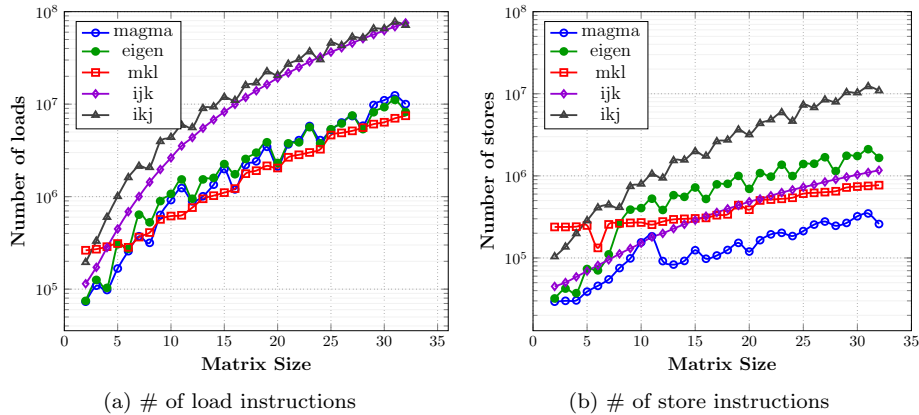 10^8
10^7
10^6
10^5
Number of loads
magma
eigen
mkl
ijk
ikj
0 5 10 15 20 25 30 35
Matrix Size
(a) # of load instructions
10^8
10^7
10^6
10^5
Number of stores
magma
eigen
mkl
ijk
ikj
0 5 10 15 20 25 30 35
Matrix Size
(b) # of store instructions